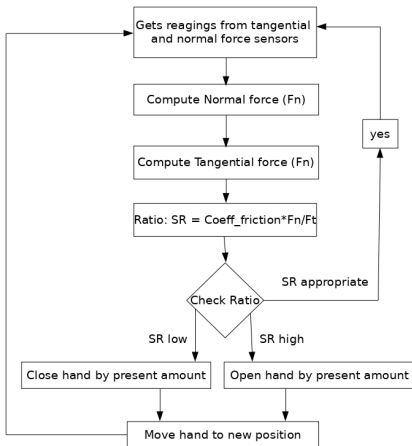 Gets reagings from tangential
and normal force sensors
Compute Normal force (Fn)
yes
Compute Tangential force (Fn)
Ratio: SR = Coeff_friction*Fn/Ft
SR appropriate
Check Ratio
SR low
SR high
Close hand by present amount
Open hand by present amount
Move hand to new position